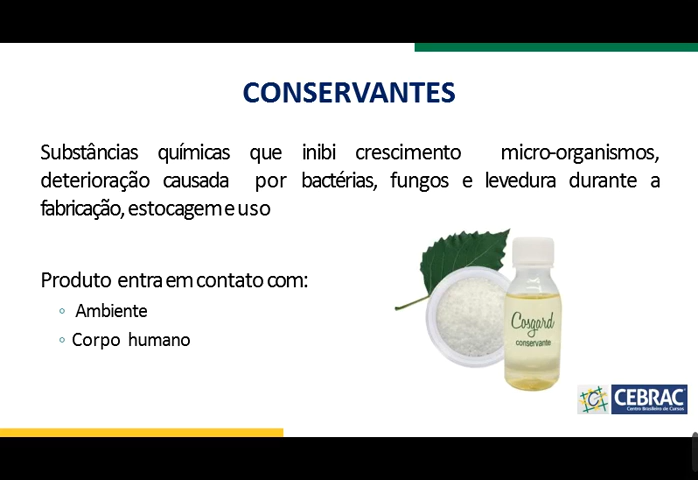 CONSERVANTES
Substâncias químicas que inibi crescimento micro-organismos,
deterioração causada por bactérias, fungos e levedura durante a
fabricação, estocagem e uso
Produto entra em contato com:
Ambiente
Corpo humano
Cosgard
conservante
CEBRAC
Centro Brasileiro de Cursos